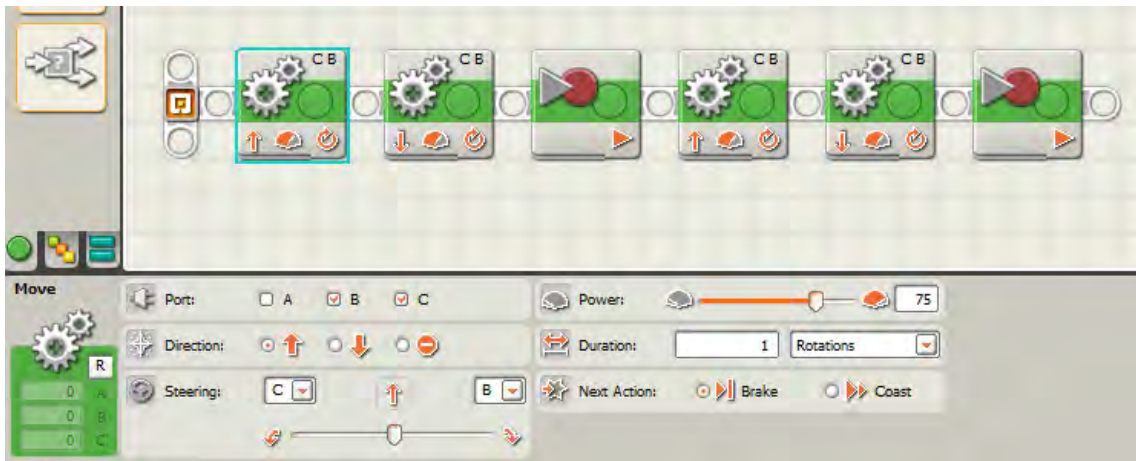 C B
C B
C B
C B
Move
Port: A B C
Power: 75
R
Direction:
Duration: 1 Rotations
0 A
0 B
0 C
Steering: C B
Next Action: Brake Coast